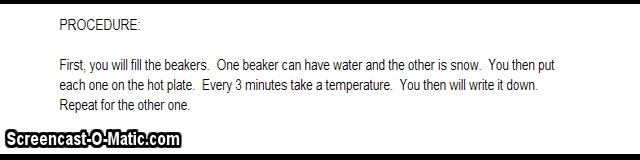 PROCEDURE:
First, you will fill the beakers.  One beaker can have water and the other is snow.  You then put
each one on the hot plate.  Every 3 minutes take a temperature.  You then will write it down.
Repeat for the other one.
Screencast-O-Matic.com